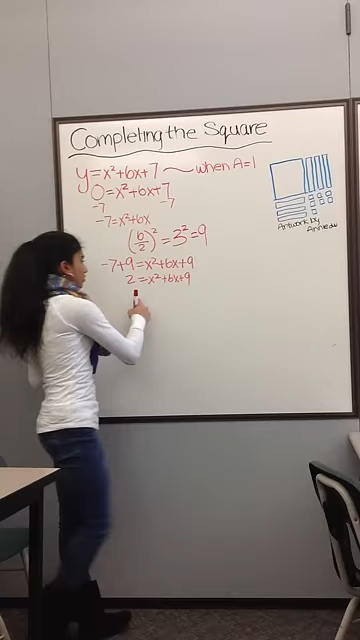 Completing the Square
y=x²+6x+7 ~ when A=1
0=x²+6x+7
-7 -7
-7=x²+6x
(b/2)²=3²=9
-7+9=x²+6x+9
2=x²+6x+9
Artwork by